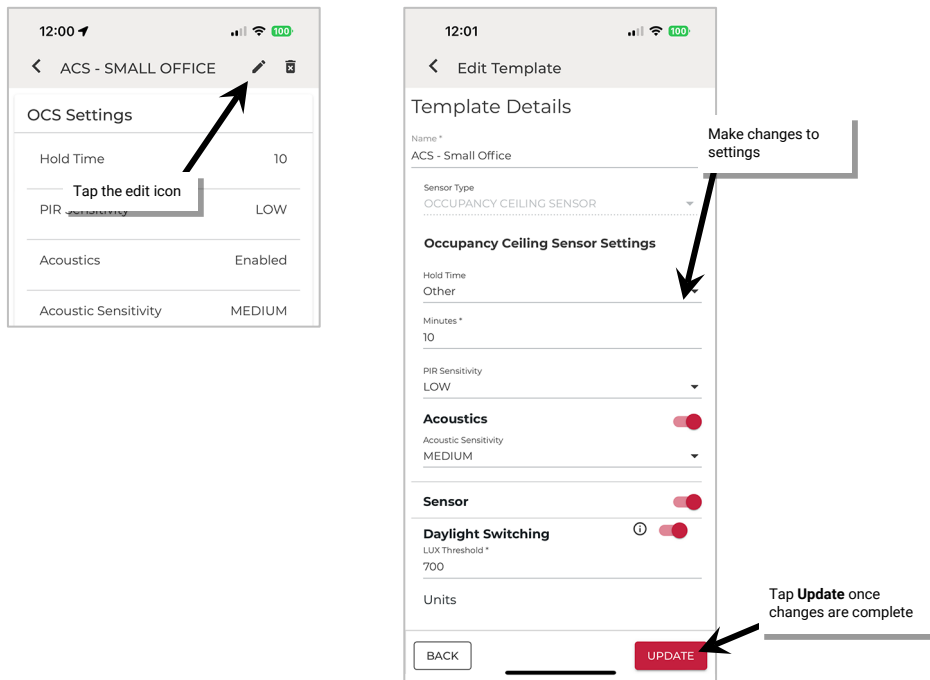 12:00
100
ACS - SMALL OFFICE
OCS Settings
Hold Time 10
Tap the edit icon
PIR Sensitivity LOW
Acoustics Enabled
Acoustic Sensitivity MEDIUM
12:01
100
Edit Template
Template Details
Name *
ACS - Small Office
Make changes to
settings
Sensor Type
OCCUPANCY CEILING SENSOR
Occupancy Ceiling Sensor Settings
Hold Time
Other
Minutes *
10
PIR Sensitivity
LOW
Acoustics
Acoustic Sensitivity
MEDIUM
Sensor
Daylight Switching
LUX Threshold *
700
Units
Tap Update once
changes are complete
BACK
UPDATE